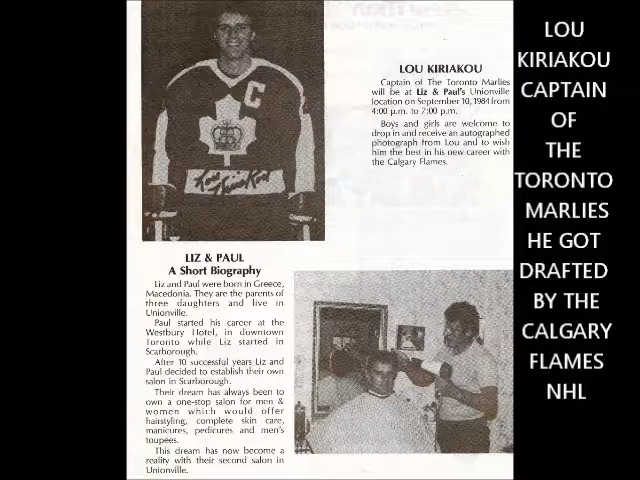 LOU KIRIAKOU
Captain of The Toronto Marlies
will be at Liz & Paul's Unionville
location on September 10, 1984 from
4:00 p.m. to 7:00 p.m.
Boys and girls are welcome to
drop in and receive an autographed
photograph from Lou and to wish
him the best in his new career with
the Calgary Flames.
C
Lou Kiriakou
LIZ & PAUL
A Short Biography
Liz and Paul were born in Greece,
Macedonia. They are the parents of
three daughters and live in
Unionville.
Paul started his career at the
Westbury Hotel, in downtown
Toronto while Liz started in
Scarborough.
After 10 successful years Liz and
Paul decided to establish their own
salon in Scarborough.
Their dream has always been to
own a one-stop salon for men &
women which would offer
hairstyling, complete skin care,
manicures, pedicures and men's
toupees.
This dream has now become a
reality with their second salon in
Unionville.
LOU
KIRIAKOU
CAPTAIN
OF
THE
TORONTO
MARLIES
HE GOT
DRAFTED
BY THE
CALGARY
FLAMES
NHL